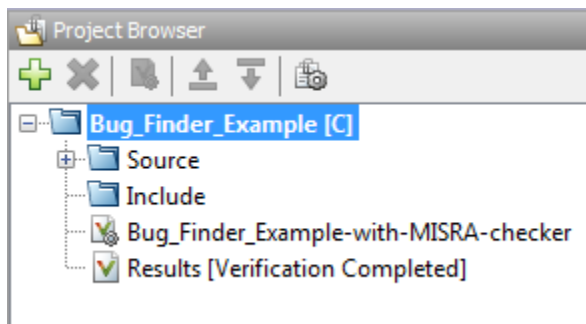 Project Browser
Bug_Finder_Example [C]
Source
Include
Bug_Finder_Example-with-MISRA-checker
Results [Verification Completed]